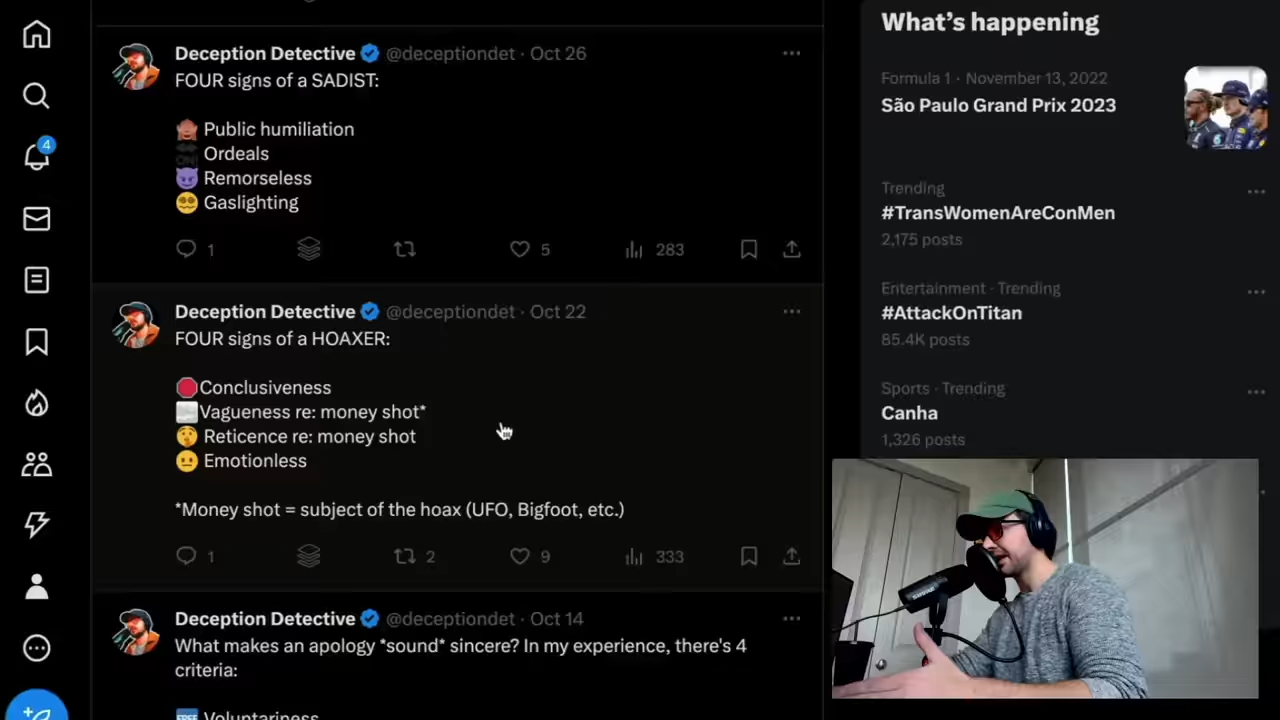 Deception Detective @deceptiondet · Oct 26
FOUR signs of a SADIST:
Public humiliation
Ordeals
Remorseless
Gaslighting
1
5
283
Deception Detective @deceptiondet · Oct 22
FOUR signs of a HOAXER:
Conclusiveness
Vagueness re: money shot*
Reticence re: money shot
Emotionless
*Money shot = subject of the hoax (UFO, Bigfoot, etc.)
1
2
9
333
Deception Detective @deceptiondet · Oct 14
What makes an apology *sound* sincere? In my experience, there's 4
criteria:
Voluntariness
4
What's happening
Formula 1 · November 13, 2022
São Paulo Grand Prix 2023
Trending
#TransWomenAreConMen
2,175 posts
Entertainment · Trending
#AttackOnTitan
85.4K posts
Sports · Trending
Canha
1,326 posts
SHURE